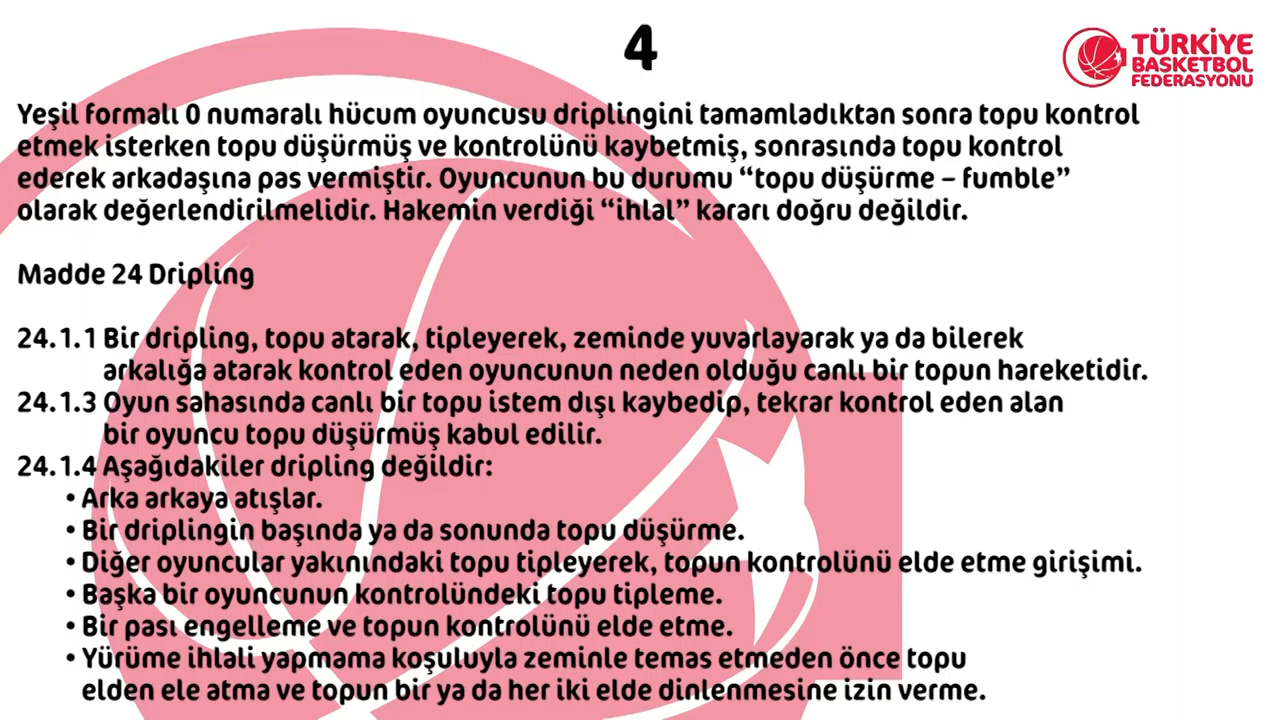 4
TÜRKİYE
BASKETBOL
FEDERASYONU
Yeşil formalı 0 numaralı hücum oyuncusu driplingini tamamladıktan sonra topu kontrol
etmek isterken topu düşürmüş ve kontrolünü kaybetmiş, sonrasında topu kontrol
ederek arkadaşına pas vermiştir. Oyuncunun bu durumu “topu düşürme – fumble”
olarak değerlendirilmelidir. Hakemin verdiği “ihlal” kararı doğru değildir.
Madde 24 Dripling
24.1.1 Bir dripling, topu atarak, tipleyerek, zeminde yuvarlayarak ya da bilerek
arkalığa atarak kontrol eden oyuncunun neden olduğu canlı bir topun hareketidir.
24.1.3 Oyun sahasında canlı bir topu istem dışı kaybedip, tekrar kontrol eden alan
bir oyuncu topu düşürmüş kabul edilir.
24.1.4 Aşağıdakiler dripling değildir:
• Arka arkaya atışlar.
• Bir driplingin başında ya da sonunda topu düşürme.
• Diğer oyuncular yakınındaki topu tipleyerek, topun kontrolünü elde etme girişimi.
• Başka bir oyuncunun kontrolündeki topu tipleme.
• Bir pası engelleme ve topun kontrolünü elde etme.
• Yürüme ihlali yapmama koşuluyla zeminle temas etmeden önce topu
elden ele atma ve topun bir ya da her iki elde dinlenmesine izin verme.